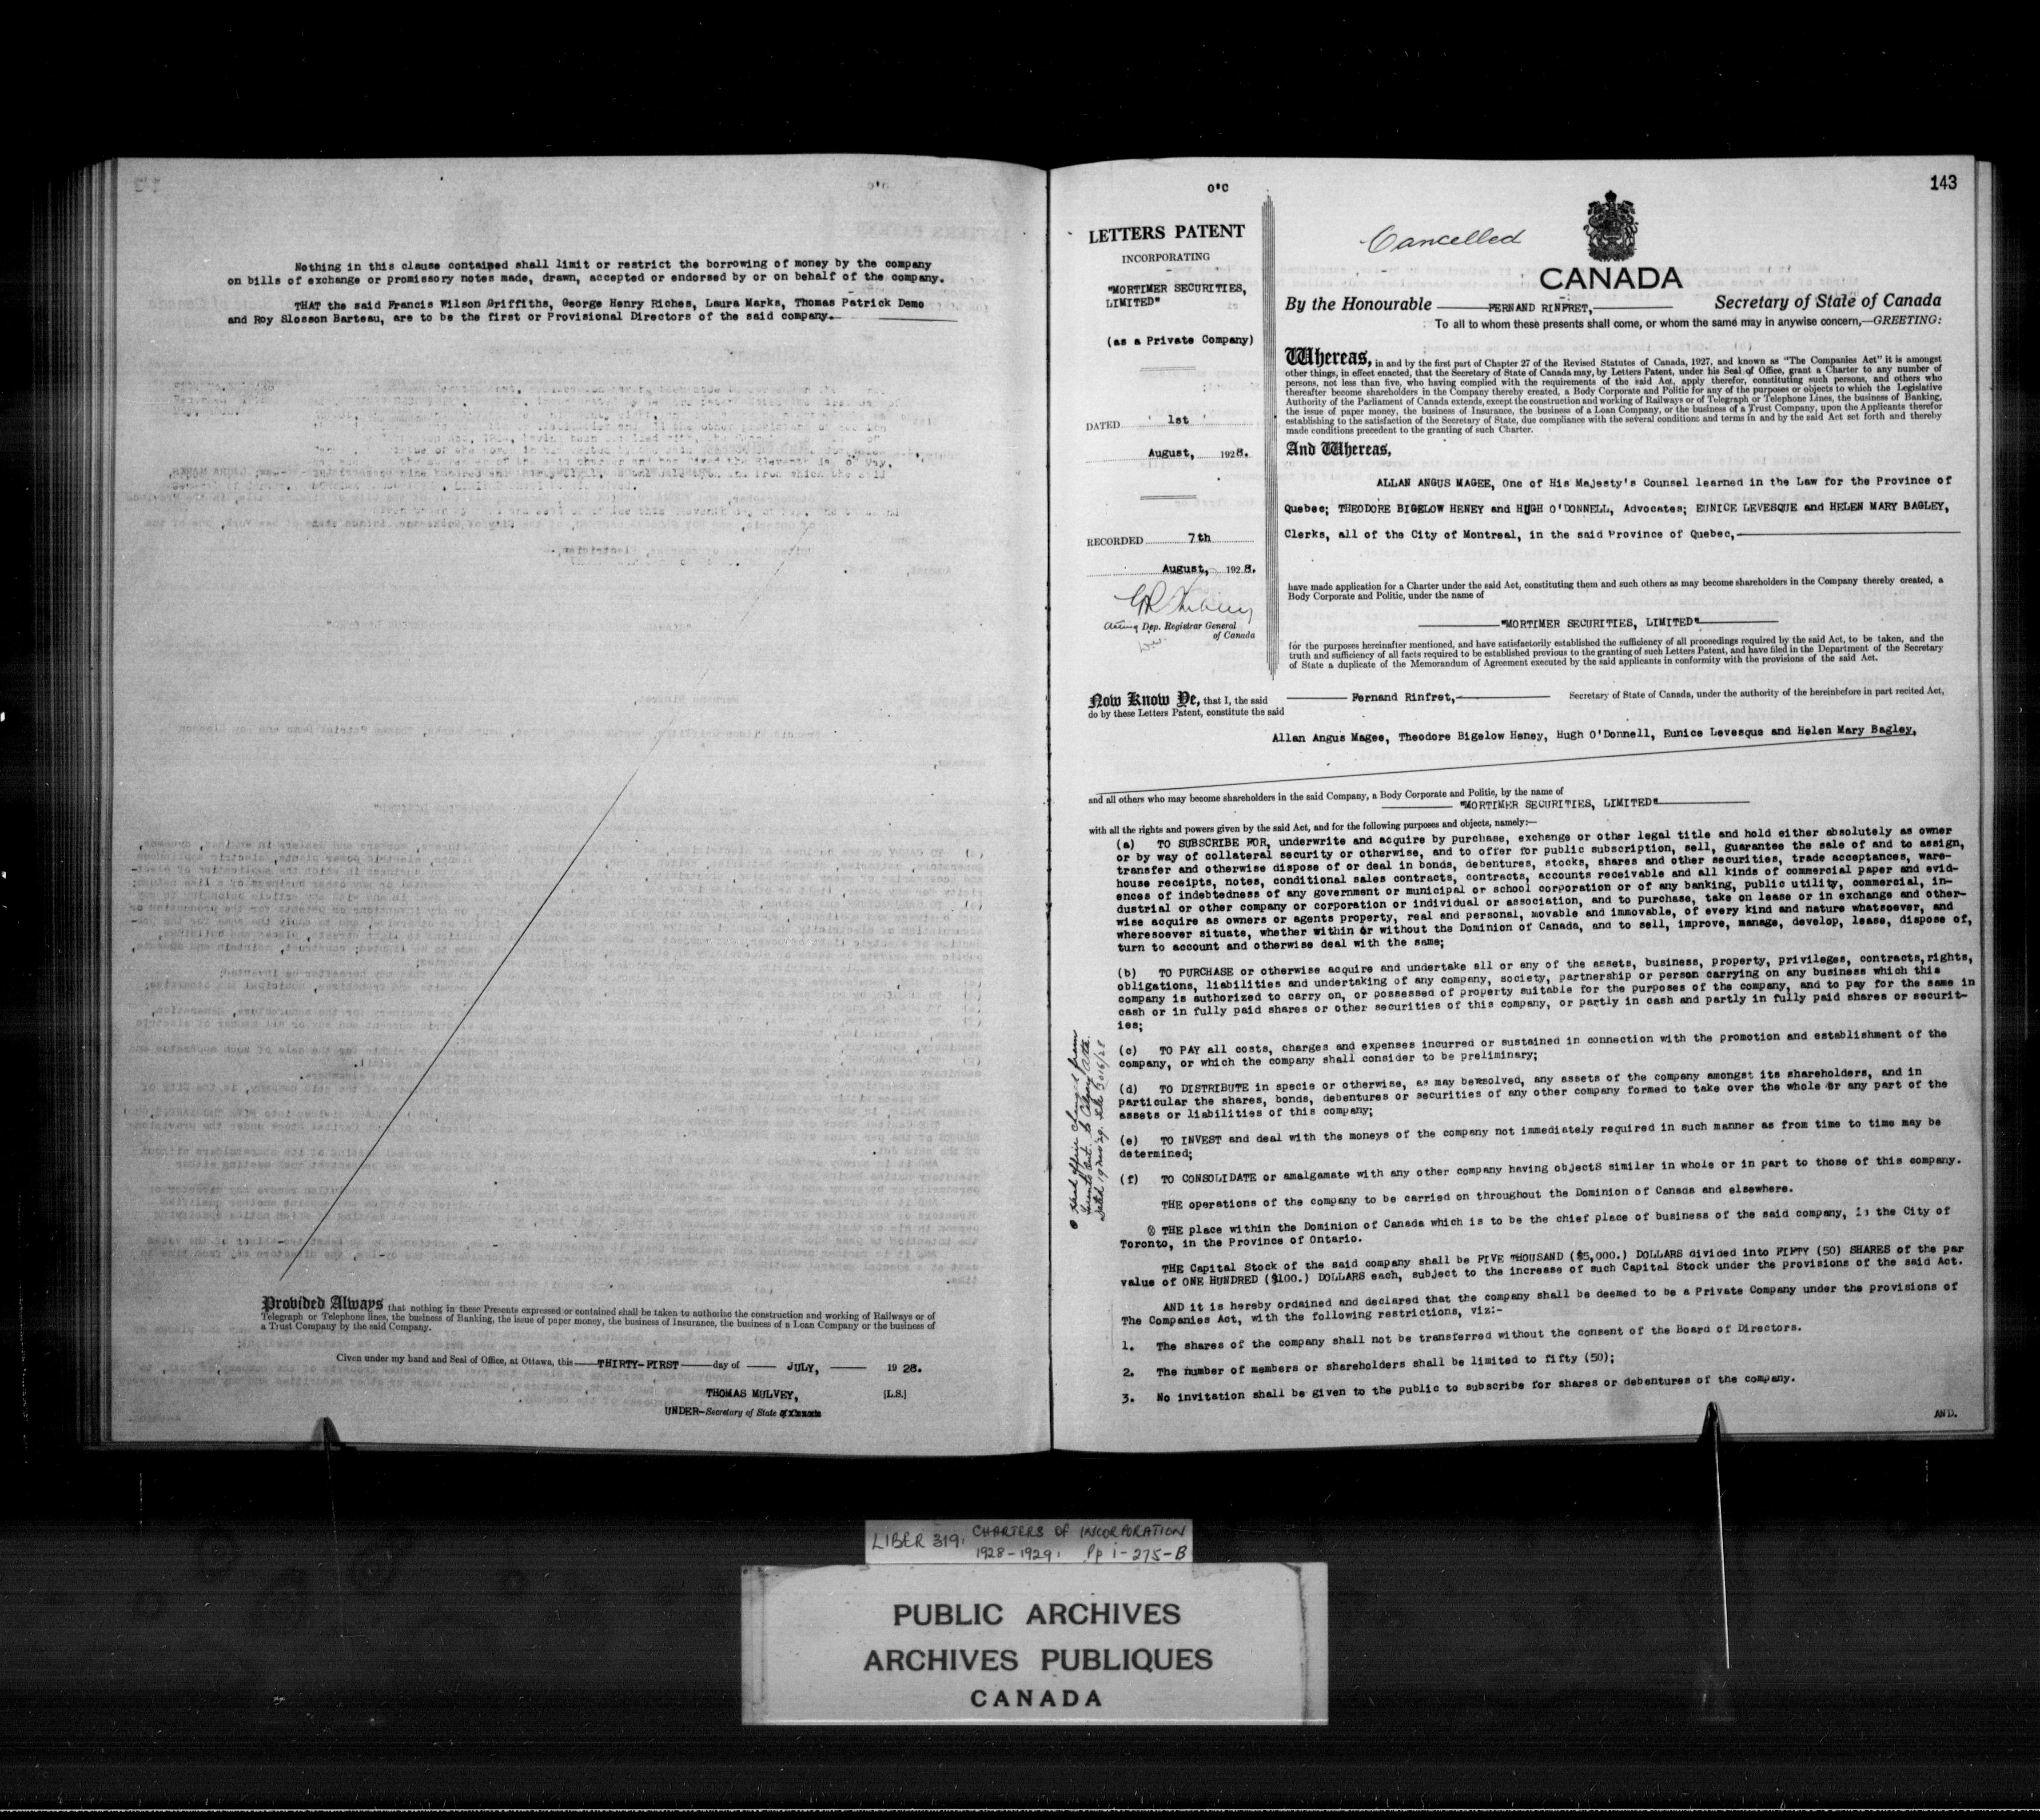 Nothing in this clause contained shall limit or restrict the borrowing of money by the company
on bills of exchange or promissory notes made, drawn, accepted or endorsed by or on behalf of the company.
THAT the said Francis Wilson Griffiths, George Henry Riches, Laura Marks, Thomas Patrick Demo
and Roy Slosson Barteau, are to be the first or Provisional Directors of the said company.
Provided Always that nothing in these Presents expressed or contained shall be taken to authorize the construction and working of Railways or of
Telegraph or Telephone lines, the business of Banking, the issue of paper money, the business of Insurance, the business of a Loan Company or the business of
a Trust Company by the said Company.
Given under my hand and Seal of Office, at Ottawa, this THIRTY-FIRST day of JULY, 1928.
THOMAS MULVEY, [L.S.]
UNDER-Secretary of State
O'C
143
LETTERS PATENT
INCORPORATING
"MORTIMER SECURITIES,
LIMITED"
(as a Private Company)
DATED 1st
August, 1928.
RECORDED 7th
August, 1928.
Acting Dep. Registrar General
of Canada
Cancelled
CANADA
By the Honourable FERNAND RINFRET, Secretary of State of Canada
To all to whom these presents shall come, or whom the same may in anywise concern,—GREETING:
Whereas, in and by the first part of Chapter 27 of the Revised Statutes of Canada, 1927, and known as "The Companies Act" it is amongst
other things, in effect enacted, that the Secretary of State of Canada may, by Letters Patent, under his Seal of Office, grant a Charter to any number of
persons, not less than five, who having complied with the requirements of the said Act, apply therefor, constituting such persons, and others who
thereafter become shareholders in the Company thereby created, a Body Corporate and Politic for any of the purposes or objects to which the Legislative
Authority of the Parliament of Canada extends, except the construction and working of Railways or of Telegraph or Telephone Lines, the business of Banking,
the issue of paper money, the business of Insurance, the business of a Loan Company, or the business of a Trust Company, upon the Applicants therefor
establishing to the satisfaction of the Secretary of State, due compliance with the several conditions and terms in and by the said Act set forth and thereby
made conditions precedent to the granting of such Charter.
And Whereas,
ALLAN ANGUS MAGEE, One of His Majesty's Counsel learned in the Law for the Province of
Quebec; THEODORE BIGELOW HENEY and HUGH O'DONNELL, Advocates; EUNICE LEVESQUE and HELEN MARY BAGLEY,
Clerks, all of the City of Montreal, in the said Province of Quebec,
have made application for a Charter under the said Act, constituting them and such others as may become shareholders in the Company thereby created, a
Body Corporate and Politic, under the name of
"MORTIMER SECURITIES, LIMITED"
for the purposes hereinafter mentioned, and have satisfactorily established the sufficiency of all proceedings required by the said Act, to be taken, and the
truth and sufficiency of all facts required to be established previous to the granting of such Letters Patent, and have filed in the Department of the Secretary
of State a duplicate of the Memorandum of Agreement executed by the said applicants in conformity with the provisions of the said Act.
Now Know Ye, that I, the said Fernand Rinfret, Secretary of State of Canada, under the authority of the hereinbefore in part recited Act,
do by these Letters Patent, constitute the said
Allan Angus Magee, Theodore Bigelow Heney, Hugh O'Donnell, Eunice Levesque and Helen Mary Bagley,
and all others who may become shareholders in the said Company, a Body Corporate and Politic, by the name of
"MORTIMER SECURITIES, LIMITED"
with all the rights and powers given by the said Act, and for the following purposes and objects, namely:—
(a) TO SUBSCRIBE FOR, underwrite and acquire by purchase, exchange or other legal title and hold either absolutely as owner
or by way of collateral security or otherwise, and to offer for public subscription, sell, guarantee the sale of and to assign,
transfer and otherwise dispose of or deal in bonds, debentures, stocks, shares and other securities, trade acceptances, ware-
house receipts, notes, conditional sales contracts, contracts, accounts receivable and all kinds of commercial paper and evid-
ences of indebtedness of any government or municipal or school corporation or of any banking, public utility, commercial, in-
dustrial or other company or corporation or individual or association, and to purchase, take on lease or in exchange and other-
wise acquire as owners or agents property, real and personal, movable and immovable, of every kind and nature whatsoever, and
wheresoever situate, whether within or without the Dominion of Canada, and to sell, improve, manage, develop, lease, dispose of,
turn to account and otherwise deal with the same;
(b) TO PURCHASE or otherwise acquire and undertake all or any of the assets, business, property, privileges, contracts,rights,
obligations, liabilities and undertaking of any company, society, partnership or person carrying on any business which this
company is authorized to carry on, or possessed of property suitable for the purposes of the company, and to pay for the same in
cash or in fully paid shares or other securities of this company, or partly in cash and partly in fully paid shares or securit-
ies;
(c) TO PAY all costs, charges and expenses incurred or sustained in connection with the promotion and establishment of the
company, or which the company shall consider to be preliminary;
(d) TO DISTRIBUTE in specie or otherwise, as may be resolved, any assets of the company amongst its shareholders, and in
particular the shares, bonds, debentures or securities of any other company formed to take over the whole or any part of the
assets or liabilities of this company;
(e) TO INVEST and deal with the moneys of the company not immediately required in such manner as from time to time may be
determined;
(f) TO CONSOLIDATE or amalgamate with any other company having objectS similar in whole or in part to those of this company.
THE operations of the company to be carried on throughout the Dominion of Canada and elsewhere.
⊗ THE place within the Dominion of Canada which is to be the chief place of business of the said company, is the City of
Toronto, in the Province of Ontario.
THE Capital Stock of the said company shall be FIVE THOUSAND ($5,000.) DOLLARS divided into FIFTY (50) SHARES of the par
value of ONE HUNDRED ($100.) DOLLARS each, subject to the increase of such Capital Stock under the provisions of the said Act.
AND it is hereby ordained and declared that the company shall be deemed to be a Private Company under the provisions of
The Companies Act, with the following restrictions, viz:-
1. The shares of the company shall not be transferred without the consent of the Board of Directors.
2. The number of members or shareholders shall be limited to fifty (50);
3. No invitation shall be given to the public to subscribe for shares or debentures of the company.
AND.
Head office changed from
Toronto Ont. to Calgary Alta.
Dated 19 Nov 29.
LIBER 319, CHARTERS OF INCORPORATION
1928-1929, Pp i-275-B
PUBLIC ARCHIVES
ARCHIVES PUBLIQUES
CANADA